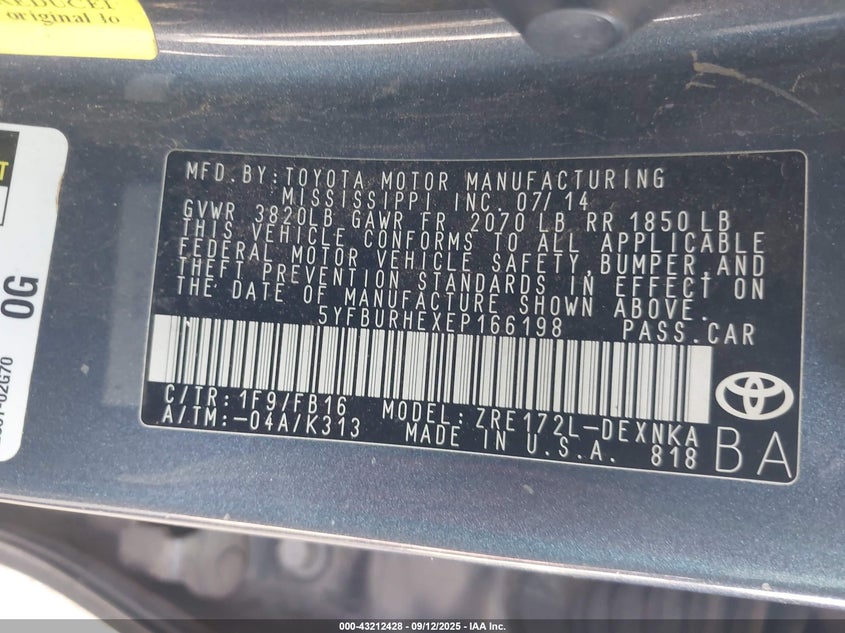 original
OG
MFD.BY:TOYOTA MOTOR MANUFACTURING
MISSISSIPPI INC. 07/14
GVWR 3820LB GAWR FR 2070 LB RR 1850LB
THIS VEHICLE CONFORMS TO ALL APPLICABLE
FEDERAL MOTOR VEHICLE SAFETY,BUMPER,AND
THEFT PREVENTION STANDARDS IN EFFECT ON
THE DATE OF MANUFACTURE SHOWN ABOVE.
5YFBURHEXEP166198 PASS.CAR
C/TR: 1F9/FB16 MODEL: ZRE172L-DEXNKA
A/TM:-04A/K313 MADE IN U.S.A. 818
BA
000-43212428 - 09/12/2025 - IAA Inc.